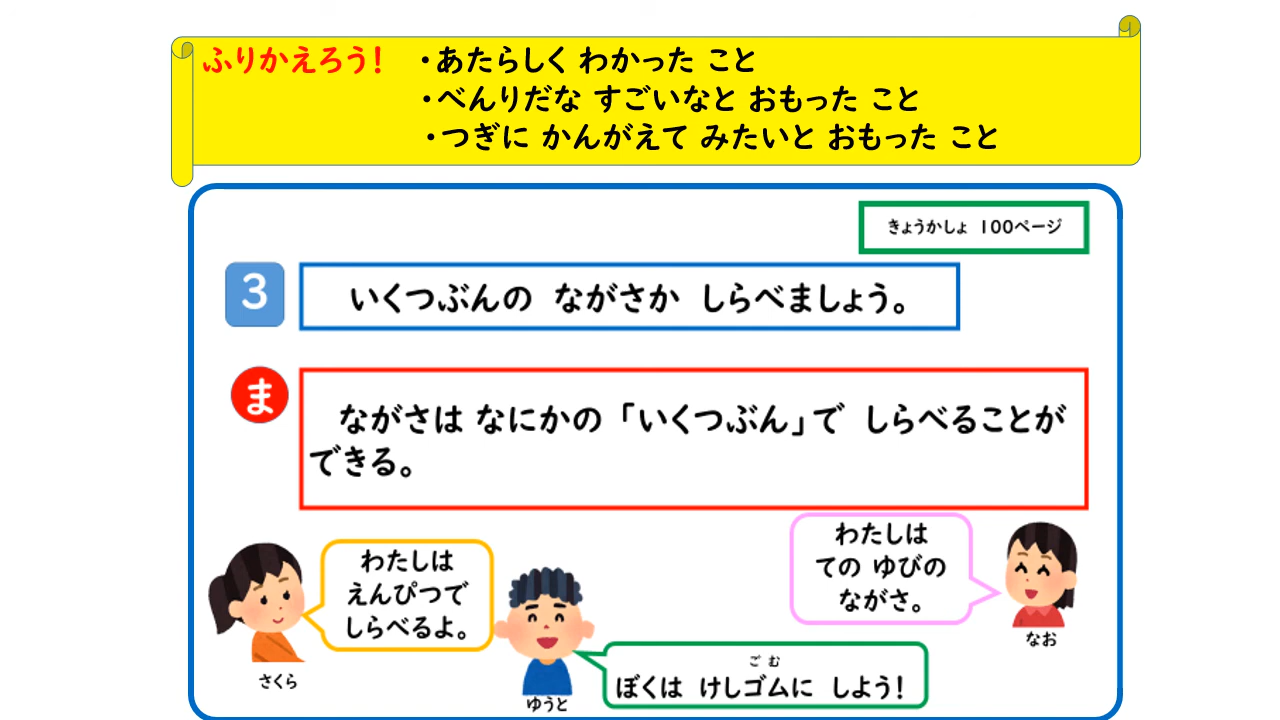 ふりかえろう! ・あたらしく わかった こと
・べんりだな すごいなと おもった こと
・つぎに かんがえて みたいと おもった こと
きょうかしょ 100ページ
3 いくつぶんの ながさか しらべましょう。
ま ながさは なにかの 「いくつぶん」で しらべることが
できる。
わたしは
えんぴつで
しらべるよ。
さくら
わたしは
ての ゆびの
ながさ。
なお
ごむ
ぼくは けしゴムに しよう!
ゆうと